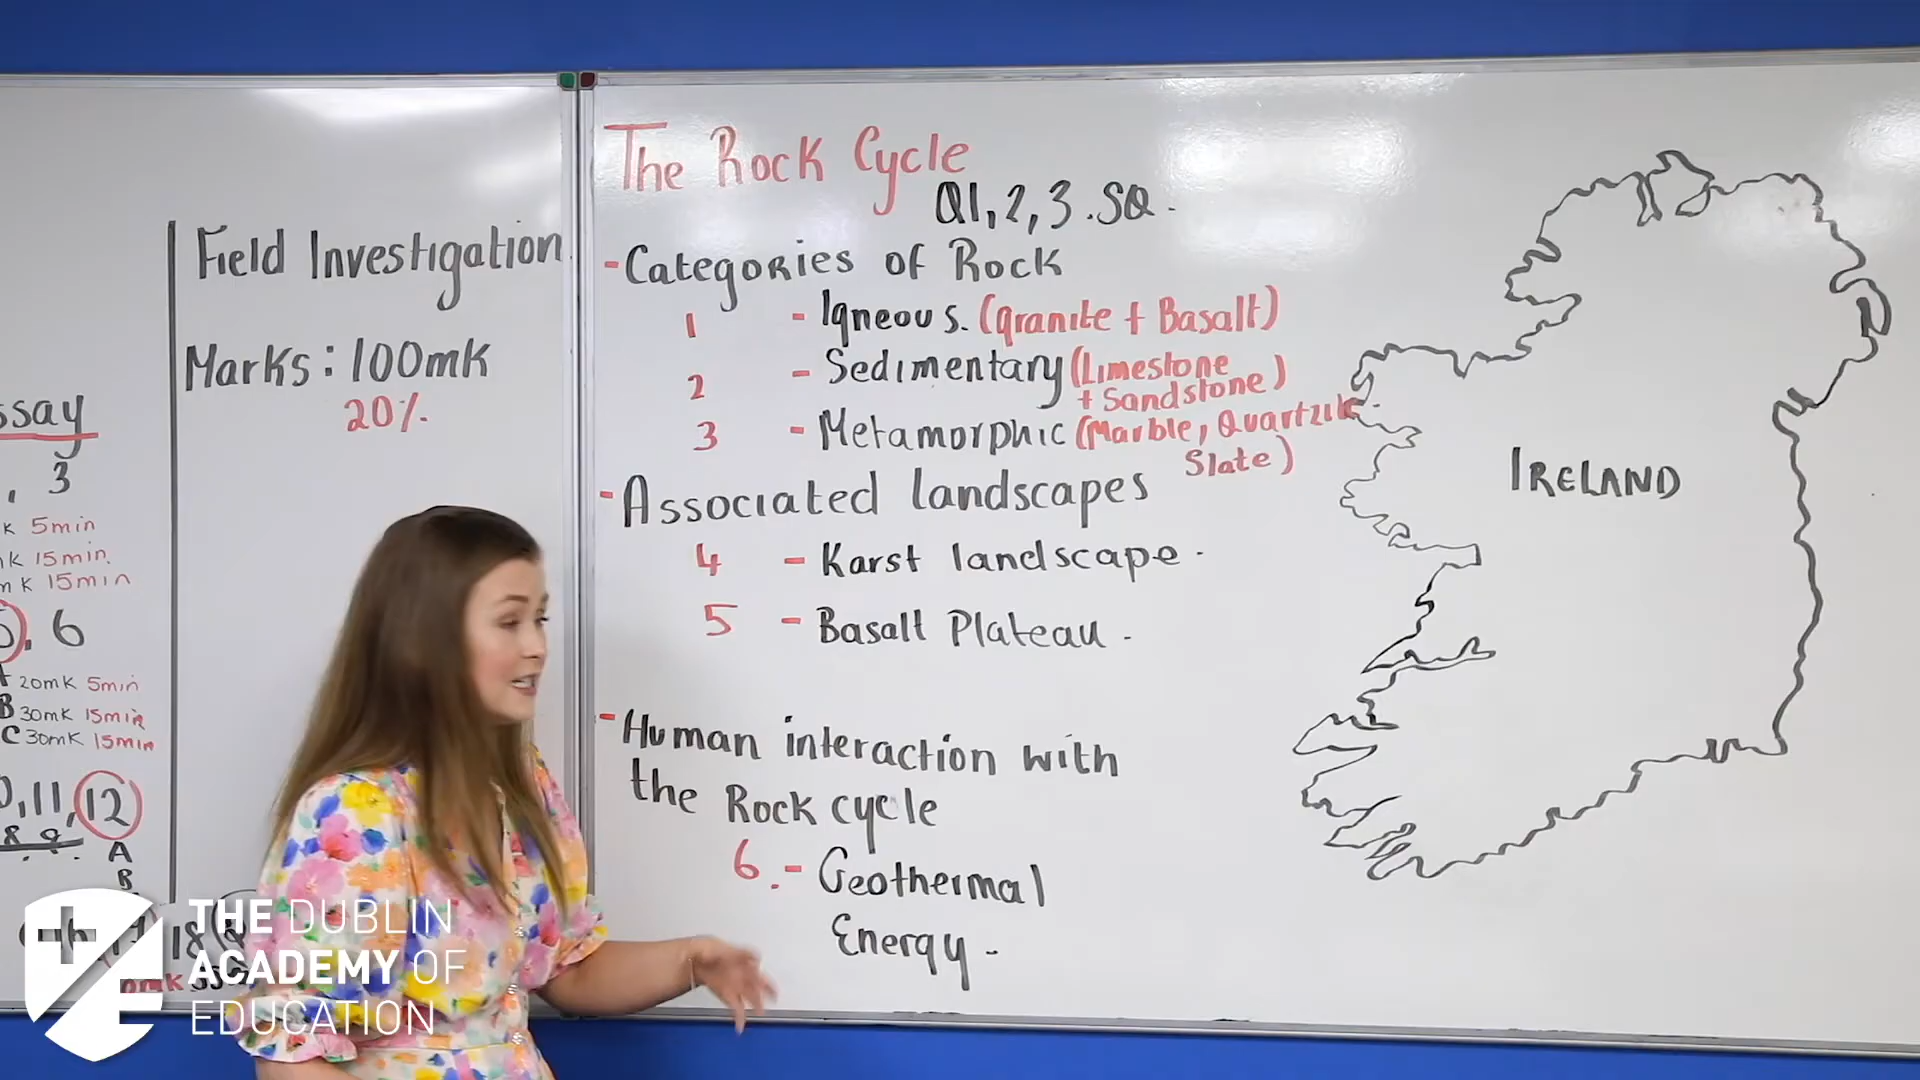 ssay
, 3
K 5min
K 15min.
mK 15min
, 6
20mK 5min
B 30mK 15min
C 30mK 15min
,11,12
8 9
A
B
18
Field Investigation
Marks: 100mk
20%.
The Rock Cycle
Q1,2,3.SQ.
-Categories of Rock
1 - Igneous. (granite + Basalt)
2 - Sedimentary (Limestone
+ Sandstone)
3 - Metamorphic (Marble, Quartzite
Slate)
-Associated landscapes
4 - Karst landscape.
5 - Basalt Plateau.
-Human interaction with
the Rock cycle
6.- Geothermal
Energy.
IRELAND
THE DUBLIN
ACADEMY OF
EDUCATION